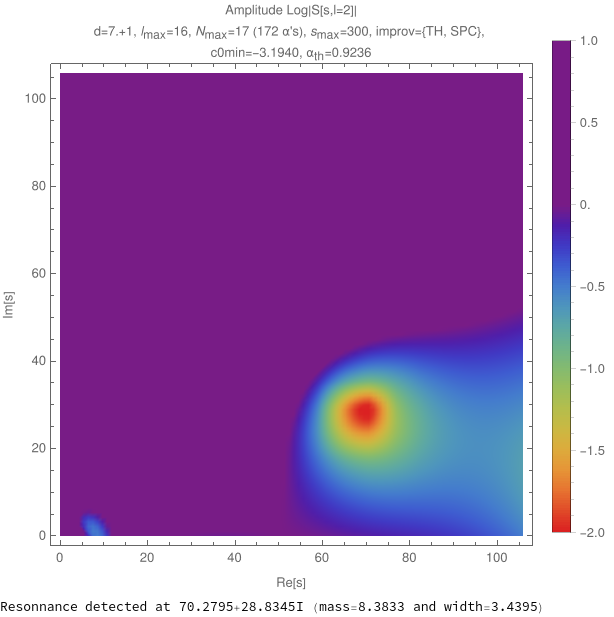 Amplitude Log|S[s,l=2]|
d=7.+1, lmax=16, Nmax=17 (172 α's), smax=300, improv={TH, SPC},
c0min=-3.1940, αth=0.9236
1.0
0.5
0.
-0.5
-1.0
-1.5
-2.0
Im[s]
100
80
60
40
20
0
0 20 40 60 80 100
Re[s]
Resonnance detected at 70.2795+28.8345I (mass=8.3833 and width=3.4395)